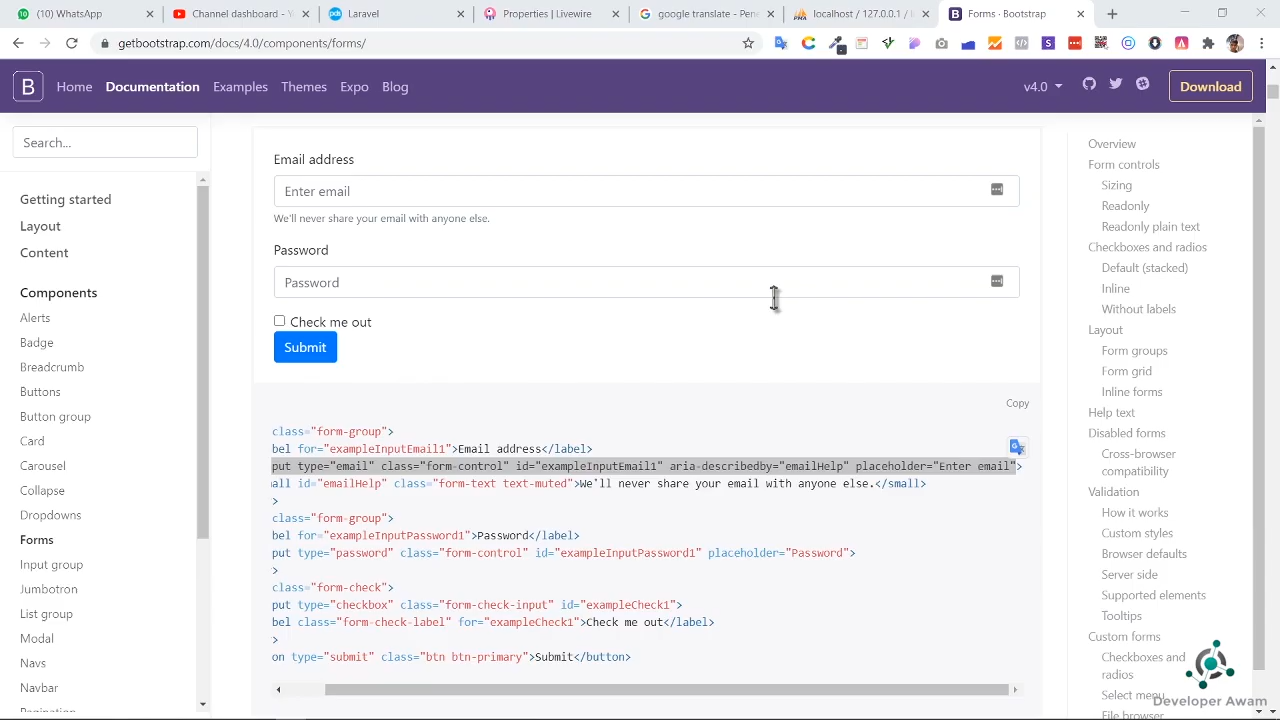 WhatsApp
Channel dashboard - Y
Laravel
Properties | Livewire
google translate - Pene
localhost / 127.0.0.1 / l
Forms · Bootstrap
getbootstrap.com/docs/4.0/components/forms/
B
Home
Documentation
Examples
Themes
Expo
Blog
v4.0
Download
Search...
Getting started
Layout
Content
Components
Alerts
Badge
Breadcrumb
Buttons
Button group
Card
Carousel
Collapse
Dropdowns
Forms
Input group
Jumbotron
List group
Modal
Navs
Navbar
Pagination
Email address
Enter email
We'll never share your email with anyone else.
Password
Password
Check me out
Submit
Copy
class="form-group">
bel for="exampleInputEmail1">Email address</label>
put type="email" class="form-control" id="exampleInputEmail1" aria-describedby="emailHelp" placeholder="Enter email">
all id="emailHelp" class="form-text text-muted">We'll never share your email with anyone else.</small>
>
class="form-group">
bel for="exampleInputPassword1">Password</label>
put type="password" class="form-control" id="exampleInputPassword1" placeholder="Password">
>
class="form-check">
put type="checkbox" class="form-check-input" id="exampleCheck1">
bel class="form-check-label" for="exampleCheck1">Check me out</label>
>
on type="submit" class="btn btn-primary">Submit</button>
Overview
Form controls
Sizing
Readonly
Readonly plain text
Checkboxes and radios
Default (stacked)
Inline
Without labels
Layout
Form groups
Form grid
Inline forms
Help text
Disabled forms
Cross-browser
compatibility
Validation
How it works
Custom styles
Browser defaults
Server side
Supported elements
Tooltips
Custom forms
Checkboxes and
radios
Select menu
File browser
Developer Awam